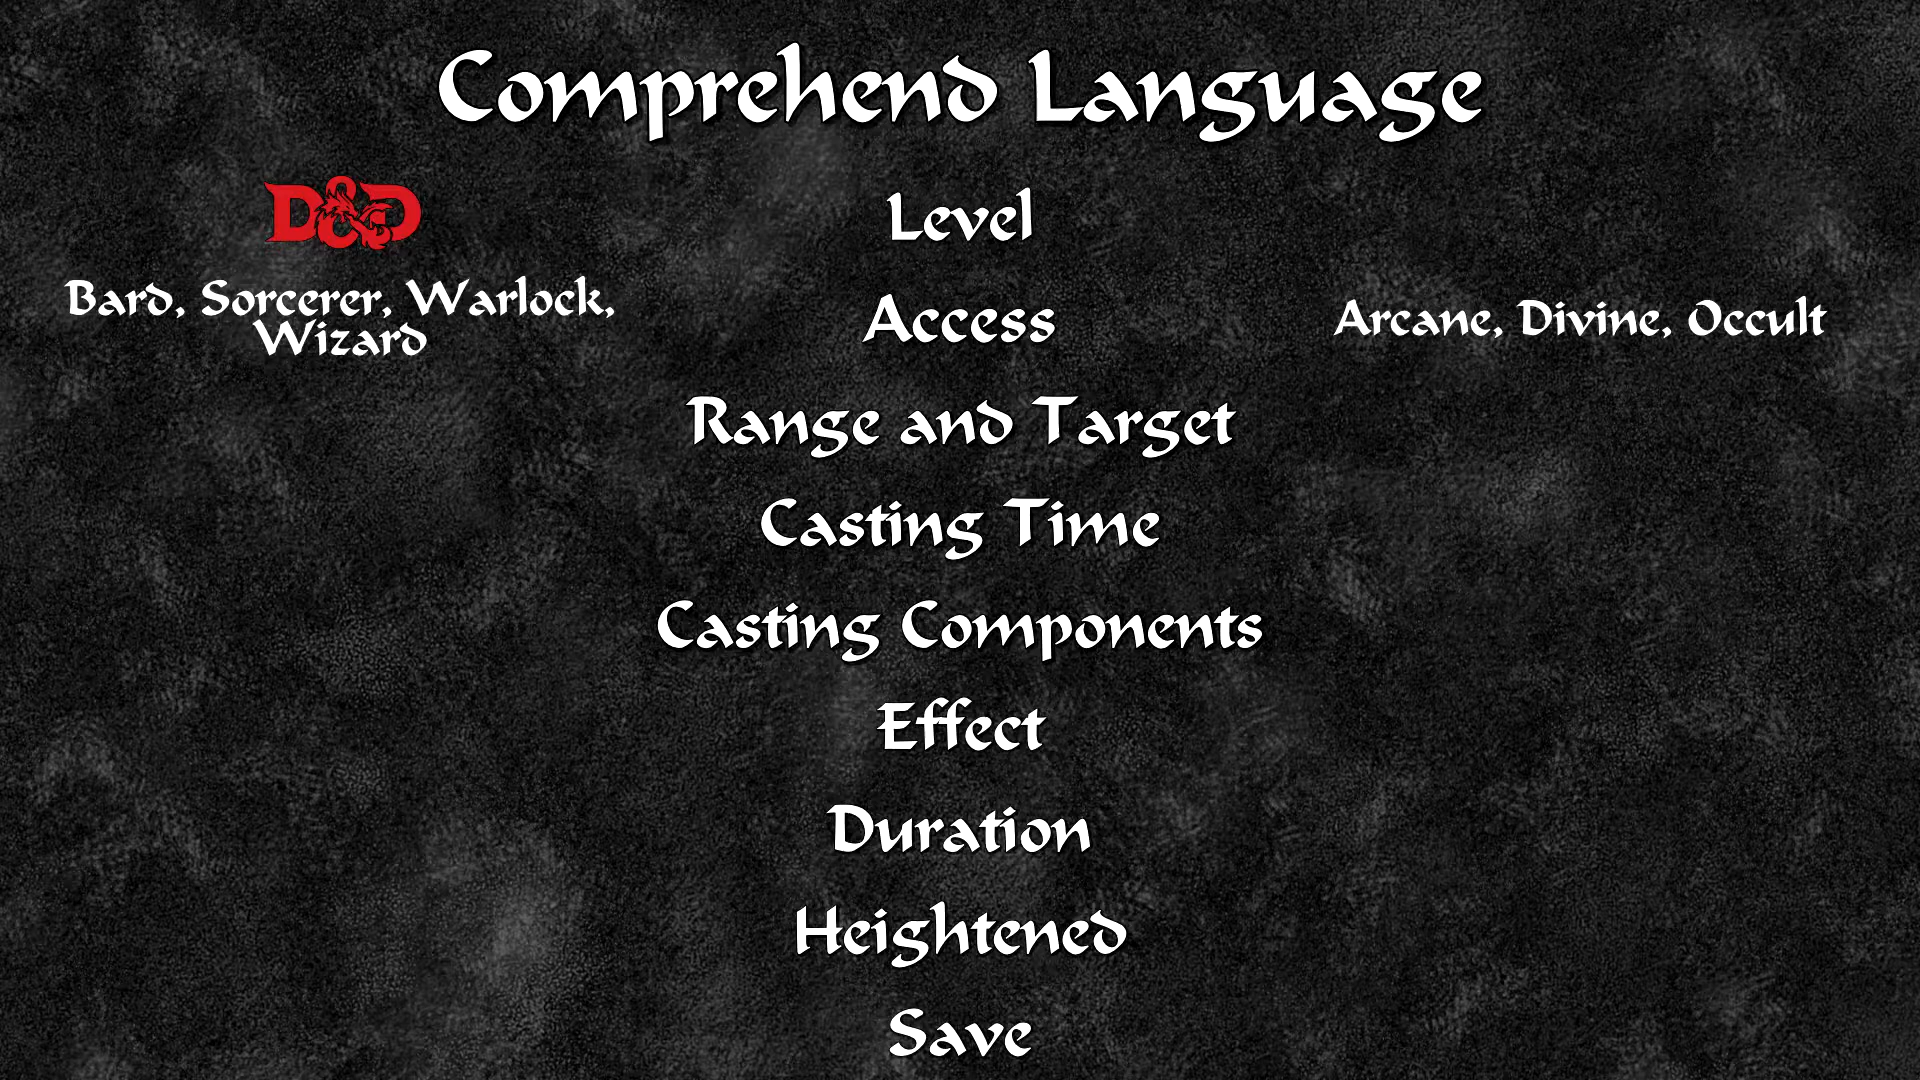 Comprehend Language
D&D
Level
Bard, Sorcerer, Warlock,
Wizard
Access
Arcane, Divine, Occult
Range and Target
Casting Time
Casting Components
Effect
Duration
Heightened
Save